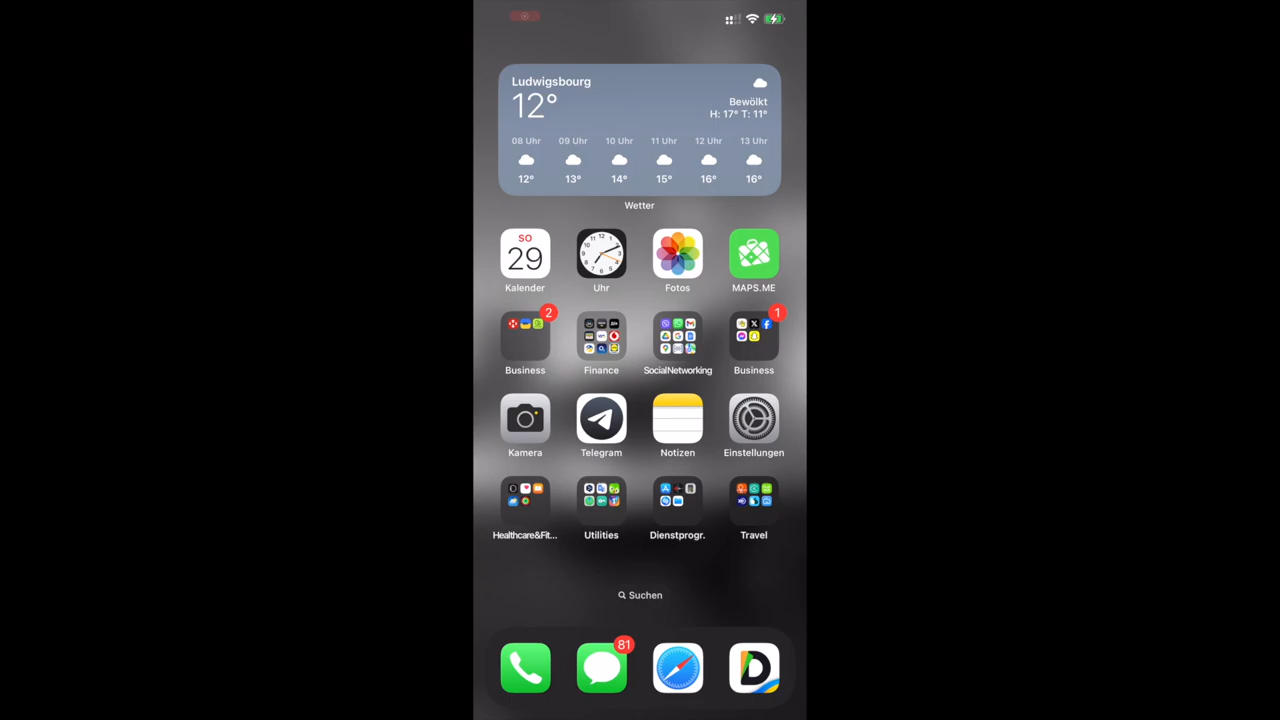 Ludwigsbourg
12°
Bewölkt
H: 17° T: 11°
08 Uhr 09 Uhr 10 Uhr 11 Uhr 12 Uhr 13 Uhr
12° 13° 14° 15° 16° 16°
Wetter
SO
29
Kalender Uhr Fotos MAPS.ME
2 1
Business Finance SocialNetworking Business
Kamera Telegram Notizen Einstellungen
Healthcare&Fit... Utilities Dienstprogr. Travel
Suchen
81